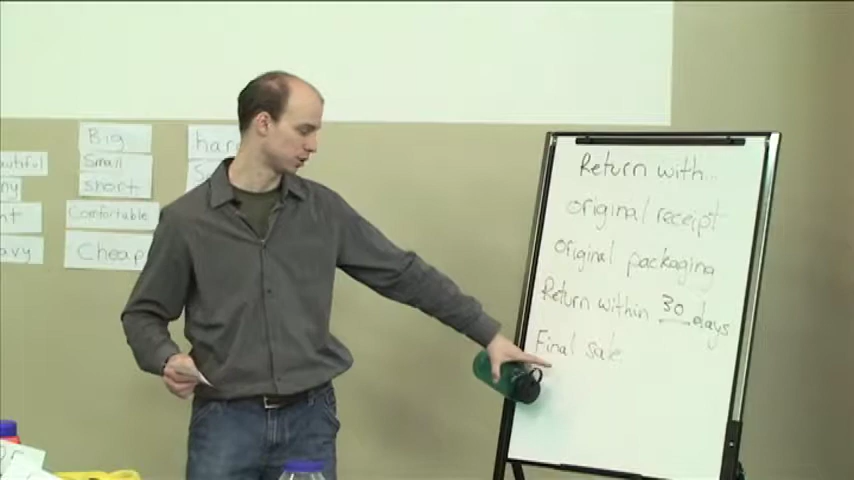 Big
small
short
Comfortable
Cheap
Return with...
original receipt
Original packaging
Return within 30 days
Final sale